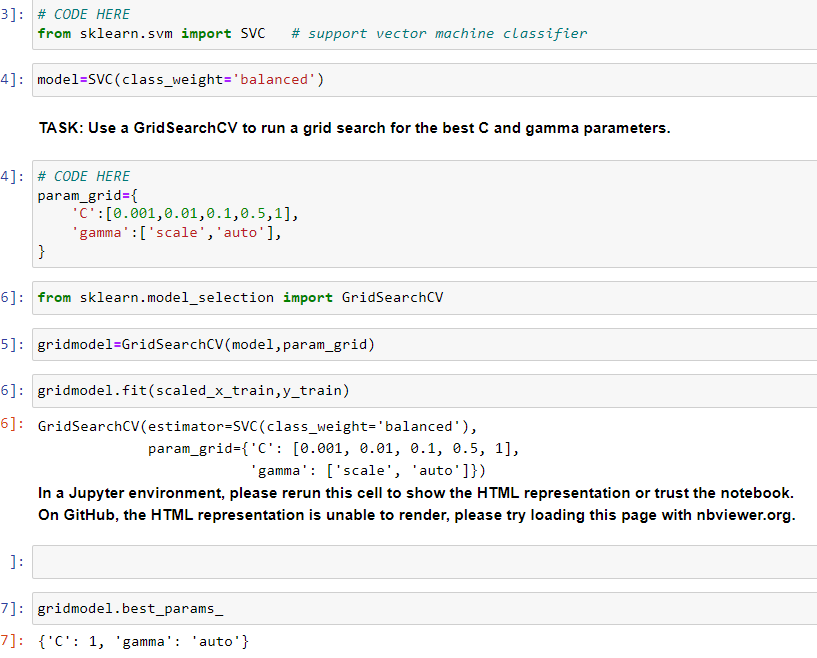 3]: # CODE HERE
from sklearn.svm import SVC   # support vector machine classifier
4]: model=SVC(class_weight='balanced')
TASK: Use a GridSearchCV to run a grid search for the best C and gamma parameters.
4]: # CODE HERE
param_grid={
    'C':[0.001,0.01,0.1,0.5,1],
    'gamma':['scale','auto'],
}
6]: from sklearn.model_selection import GridSearchCV
5]: gridmodel=GridSearchCV(model,param_grid)
6]: gridmodel.fit(scaled_x_train,y_train)
6]: GridSearchCV(estimator=SVC(class_weight='balanced'),
             param_grid={'C': [0.001, 0.01, 0.1, 0.5, 1],
                         'gamma': ['scale', 'auto']})
In a Jupyter environment, please rerun this cell to show the HTML representation or trust the notebook.
On GitHub, the HTML representation is unable to render, please try loading this page with nbviewer.org.
]:
7]: gridmodel.best_params_
7]: {'C': 1, 'gamma': 'auto'}